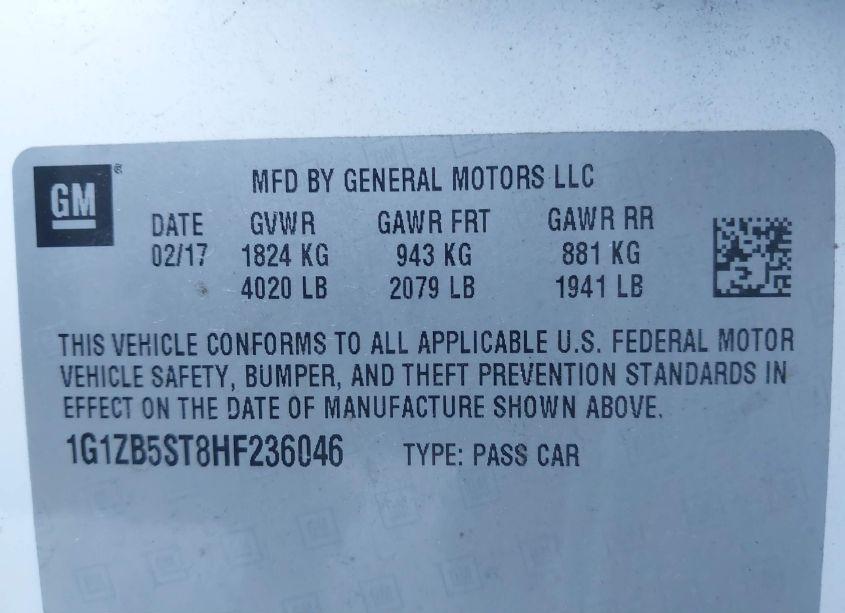 GM
MFD BY GENERAL MOTORS LLC
DATE GVWR GAWR FRT GAWR RR
02/17 1824 KG 943 KG 881 KG
4020 LB 2079 LB 1941 LB
THIS VEHICLE CONFORMS TO ALL APPLICABLE U.S. FEDERAL MOTOR
VEHICLE SAFETY, BUMPER, AND THEFT PREVENTION STANDARDS IN
EFFECT ON THE DATE OF MANUFACTURE SHOWN ABOVE.
1G1ZB5ST8HF236046 TYPE: PASS CAR